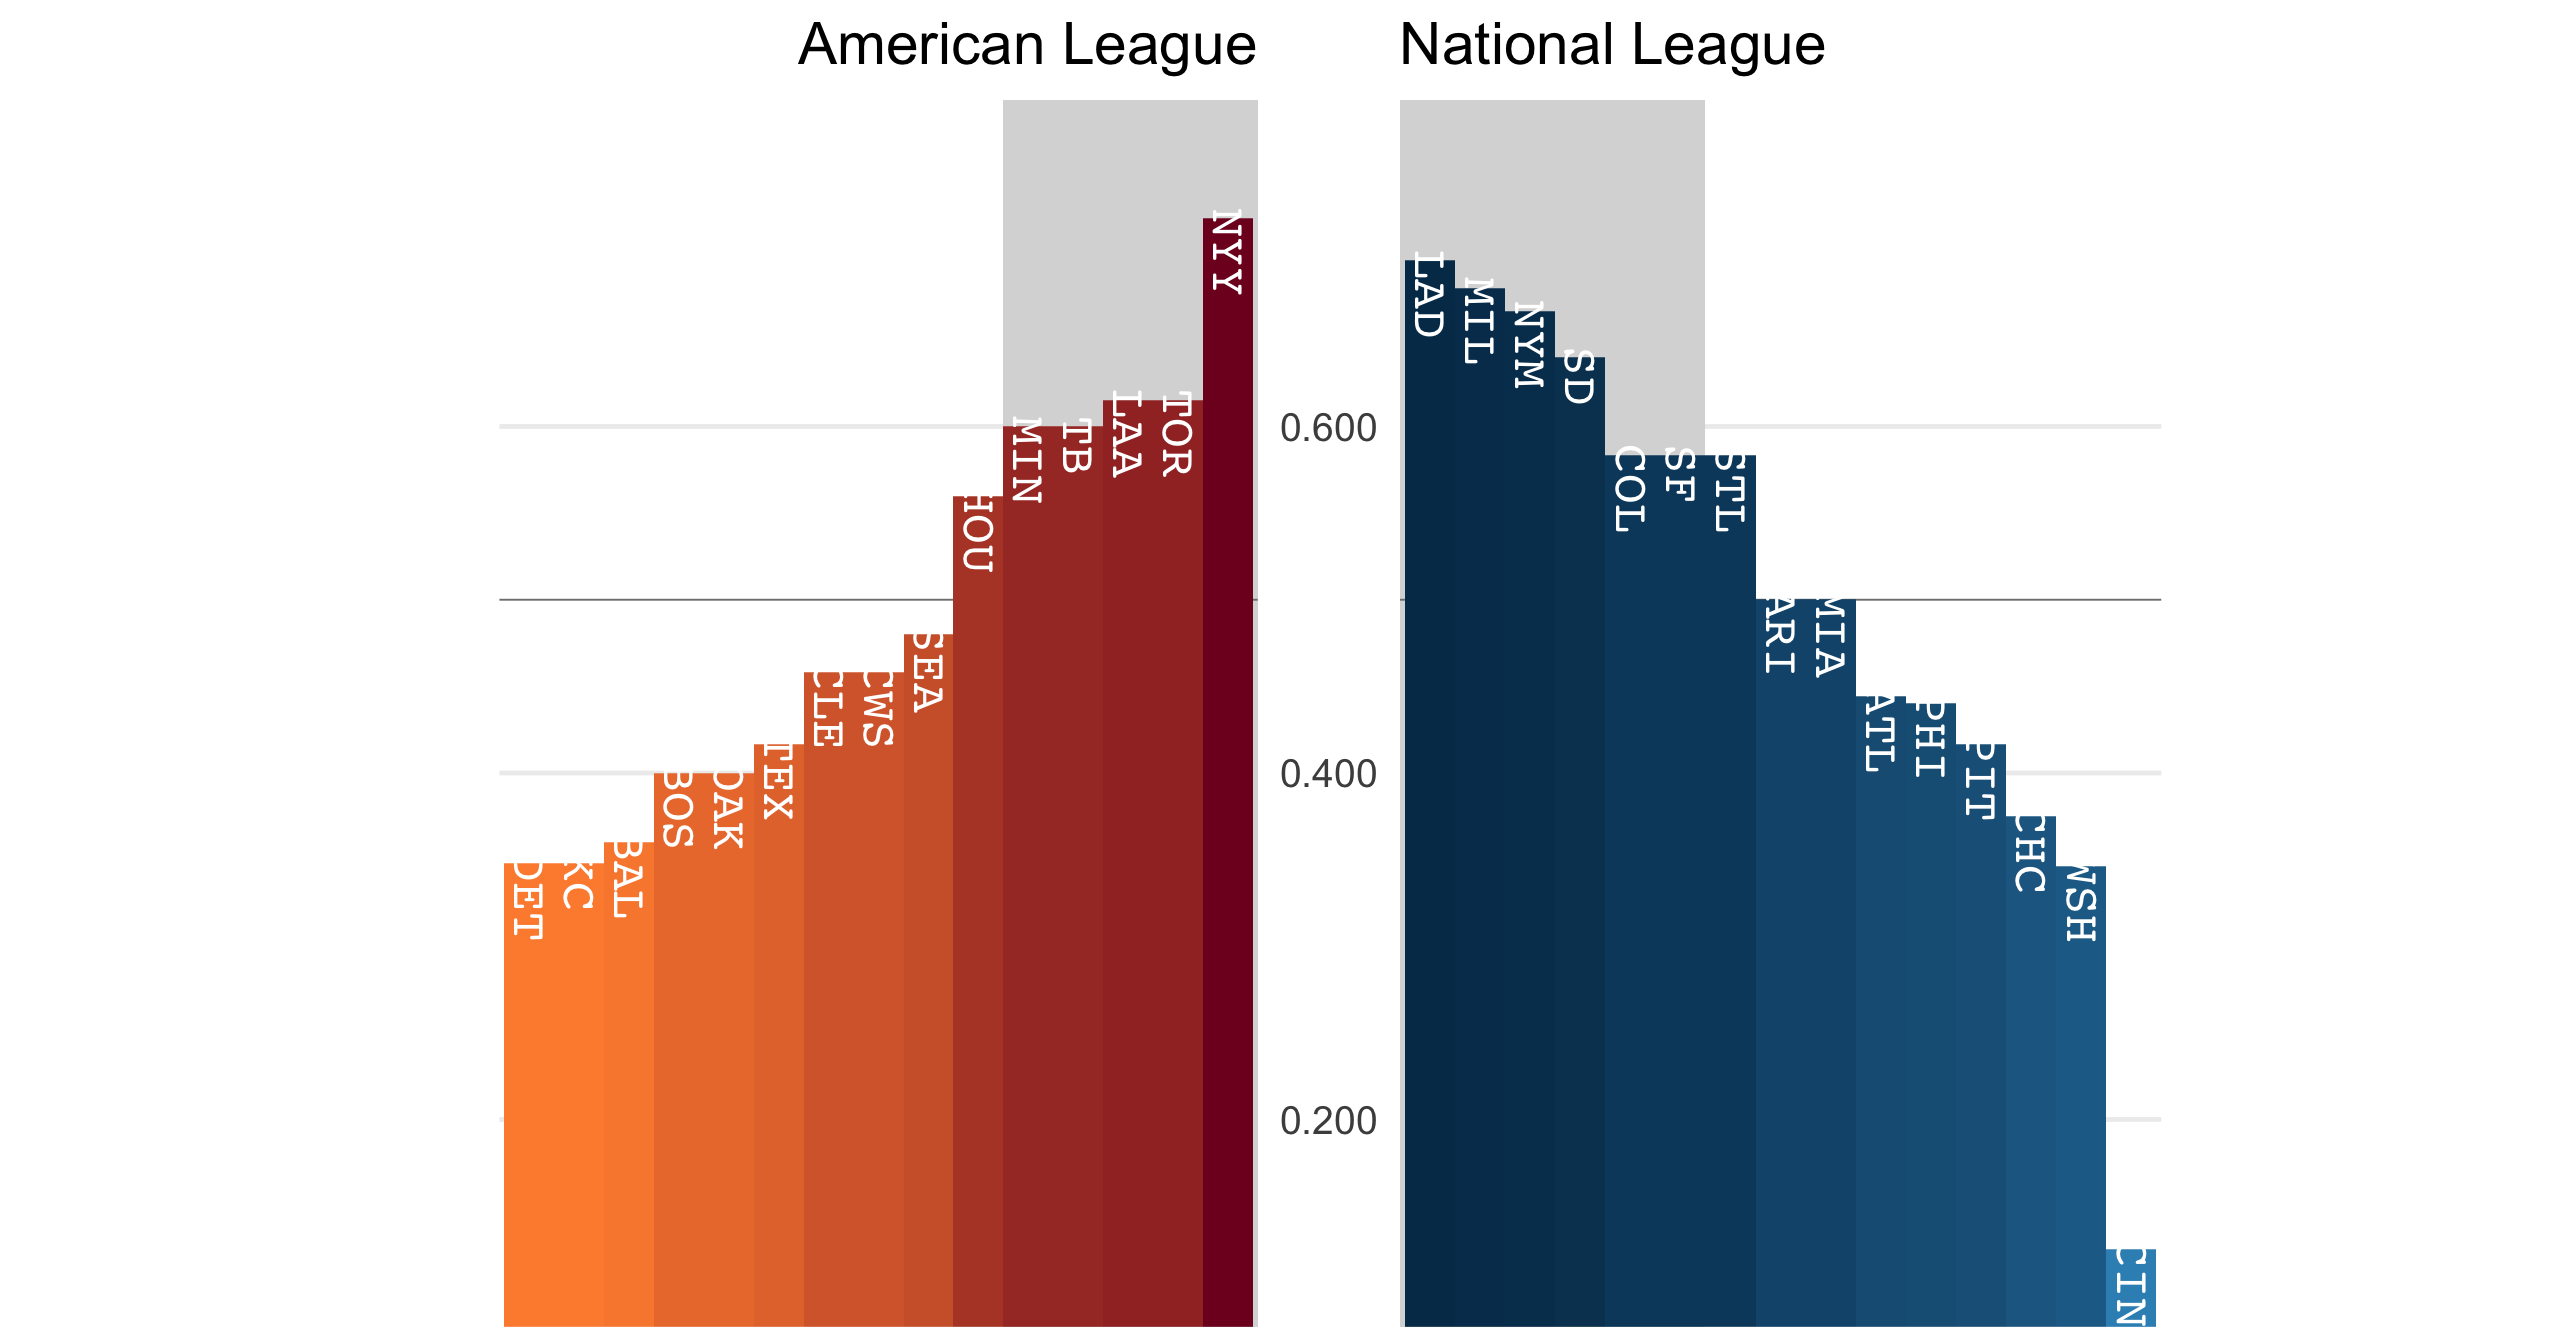 American League
National League
NYY
LAD
MIL
NYM
SD
LAA
TOR
MIN
TB
0.600
COL
SF
STL
HOU
ARI
MIA
SEA
CLE
CWS
ATL
PHI
TEX
PIT
BOS
OAK
0.400
CHC
BAL
DET
KC
WSH
0.200
CIN